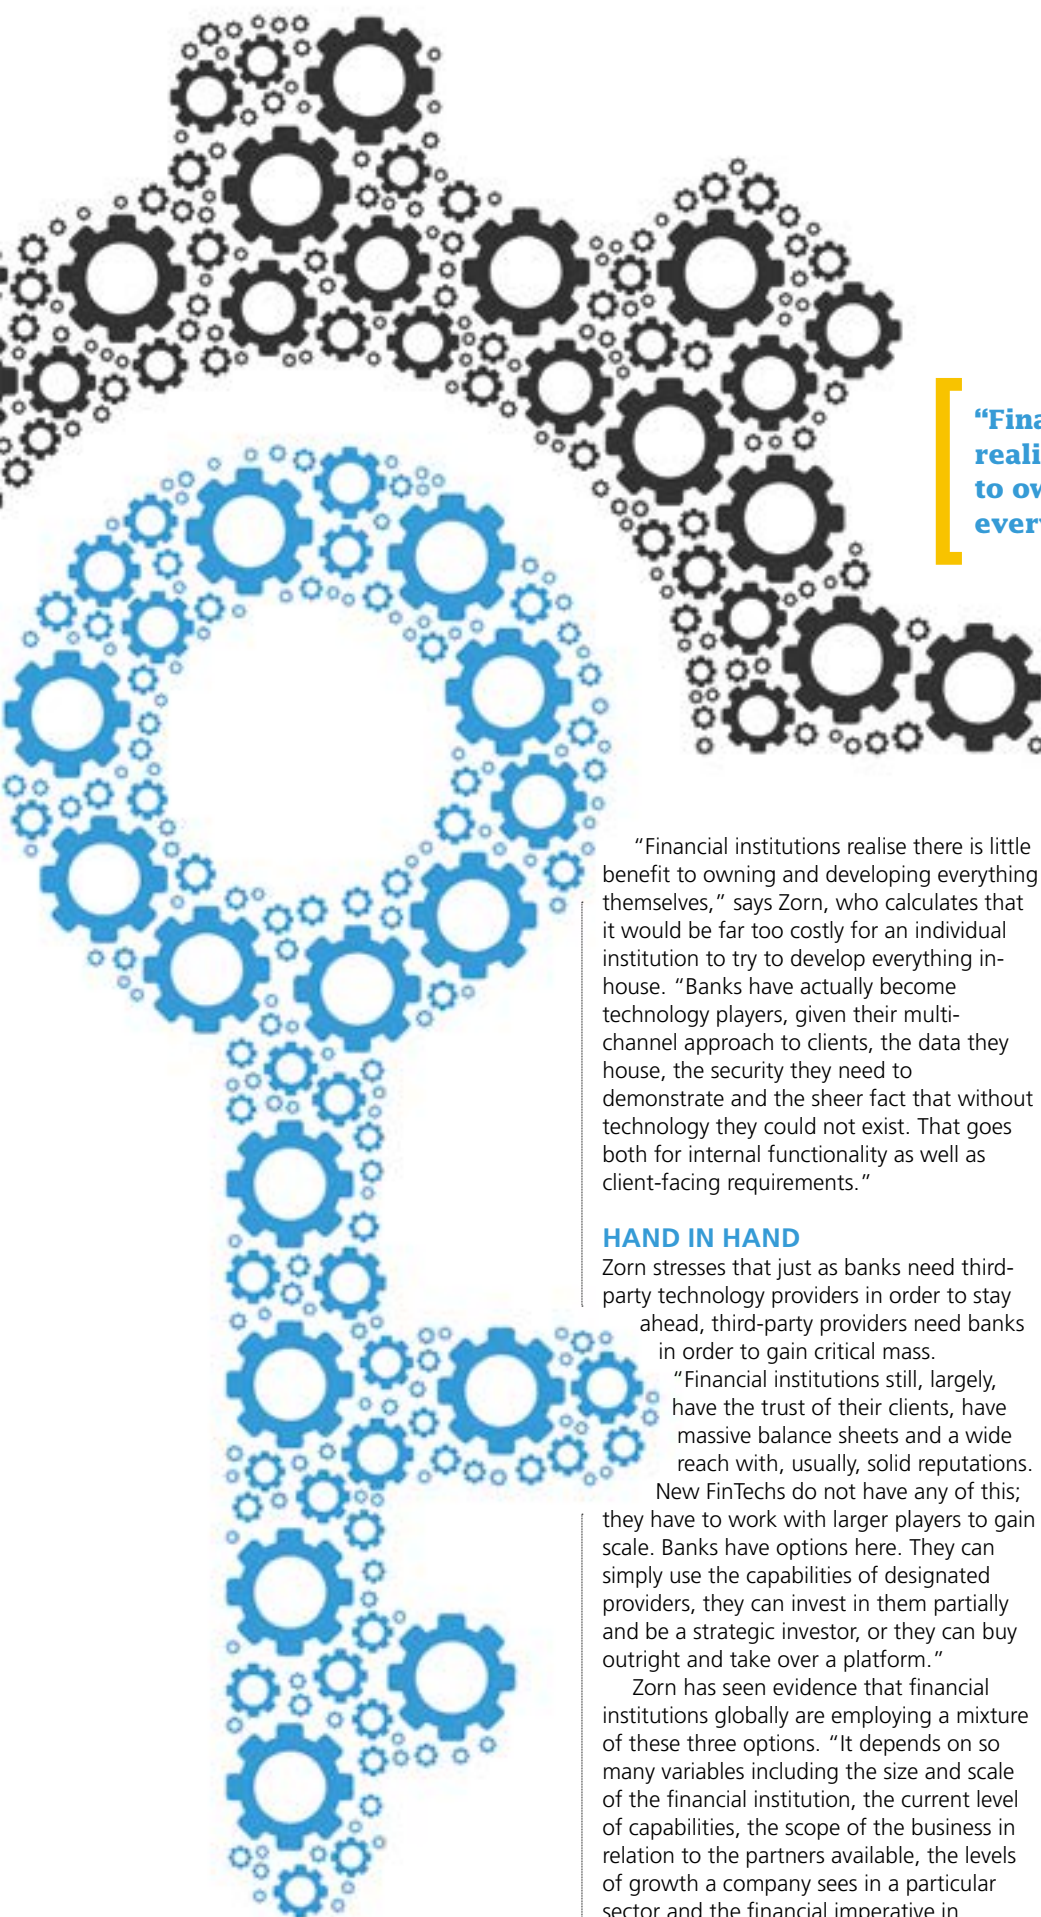 “Fina
reali
to ow
every
“Financial institutions realise there is little
benefit to owning and developing everything
themselves,” says Zorn, who calculates that
it would be far too costly for an individual
institution to try to develop everything in-
house. “Banks have actually become
technology players, given their multi-
channel approach to clients, the data they
house, the security they need to
demonstrate and the sheer fact that without
technology they could not exist. That goes
both for internal functionality as well as
client-facing requirements.”
HAND IN HAND
Zorn stresses that just as banks need third-
party technology providers in order to stay
ahead, third-party providers need banks
in order to gain critical mass.
“Financial institutions still, largely,
have the trust of their clients, have
massive balance sheets and a wide
reach with, usually, solid reputations.
New FinTechs do not have any of this;
they have to work with larger players to gain
scale. Banks have options here. They can
simply use the capabilities of designated
providers, they can invest in them partially
and be a strategic investor, or they can buy
outright and take over a platform.”
Zorn has seen evidence that financial
institutions globally are employing a mixture
of these three options. “It depends on so
many variables including the size and scale
of the financial institution, the current level
of capabilities, the scope of the business in
relation to the partners available, the levels
of growth a company sees in a particular
sector and the financial imperative in